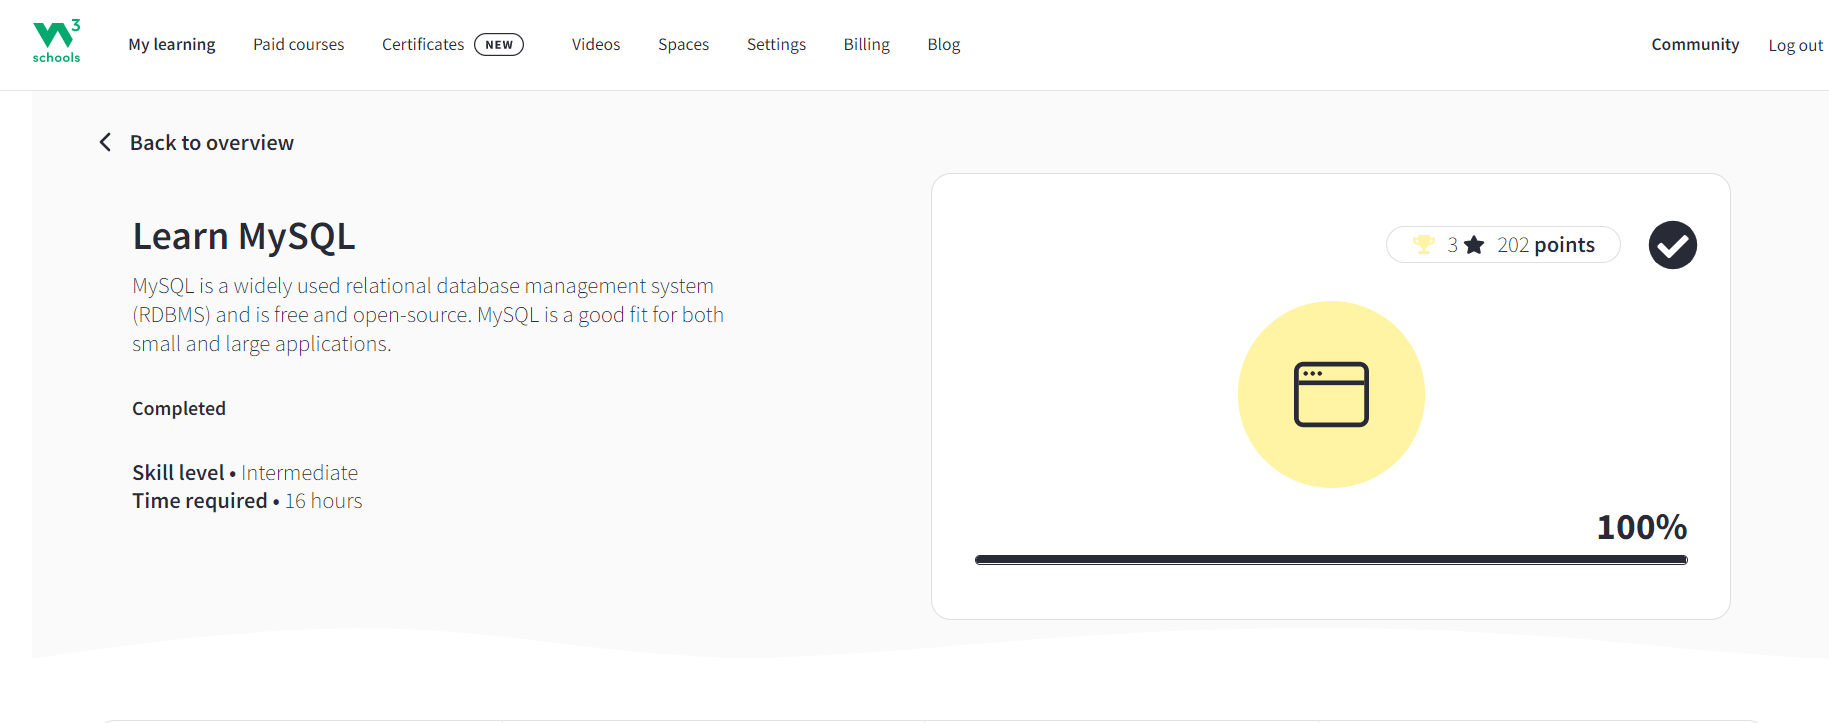 W3
schools
My learning
Paid courses
Certificates NEW
Videos
Spaces
Settings
Billing
Blog
Community
Log out
Back to overview
Learn MySQL
MySQL is a widely used relational database management system
(RDBMS) and is free and open-source. MySQL is a good fit for both
small and large applications.
Completed
Skill level • Intermediate
Time required • 16 hours
3 ★ 202 points
100%